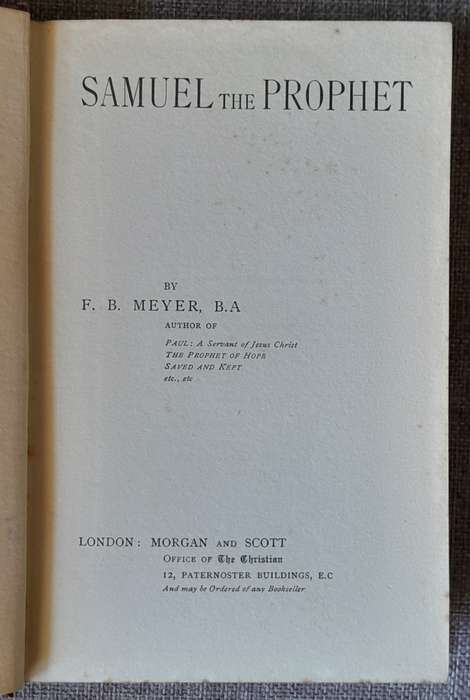 SAMUEL THE PROPHET
BY
F. B. MEYER, B.A
AUTHOR OF
PAUL: A Servant of Jesus Christ
THE PROPHET OF HOPE
SAVED AND KEPT
etc., etc
LONDON: MORGAN AND SCOTT
OFFICE OF The Christian
12, PATERNOSTER BUILDINGS, E.C
And may be Ordered of any Bookseller